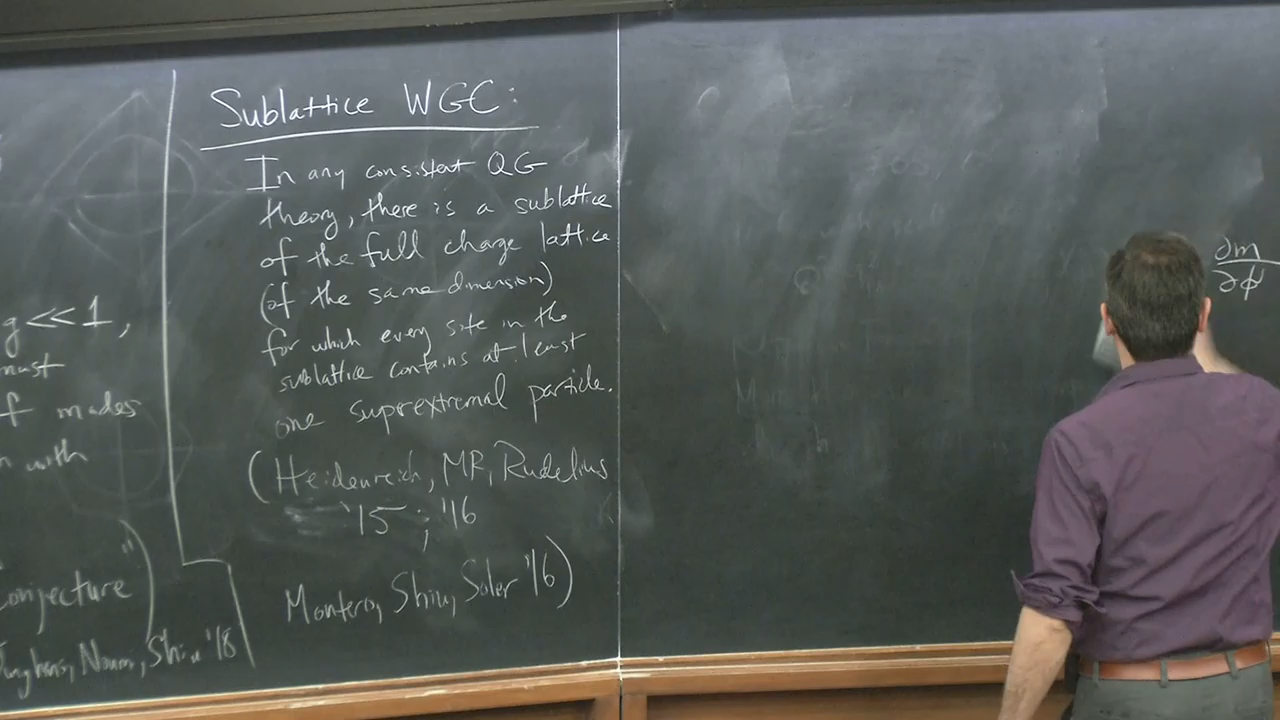 g << 1,
must
f modes
n with
Conjecture")
Junghans, Noumi, Shiu '18
Sublattice WGC:
In any consistent QG
theory, there is a sublattice
of the full charge lattice
(of the same dimension)
for which every site in the
sublattice contains at least
one superextremal particle.
(Heidenreich, MR, Rudelius
'15; '16
Montero, Shiu, Soler '16)
∂m
∂φ